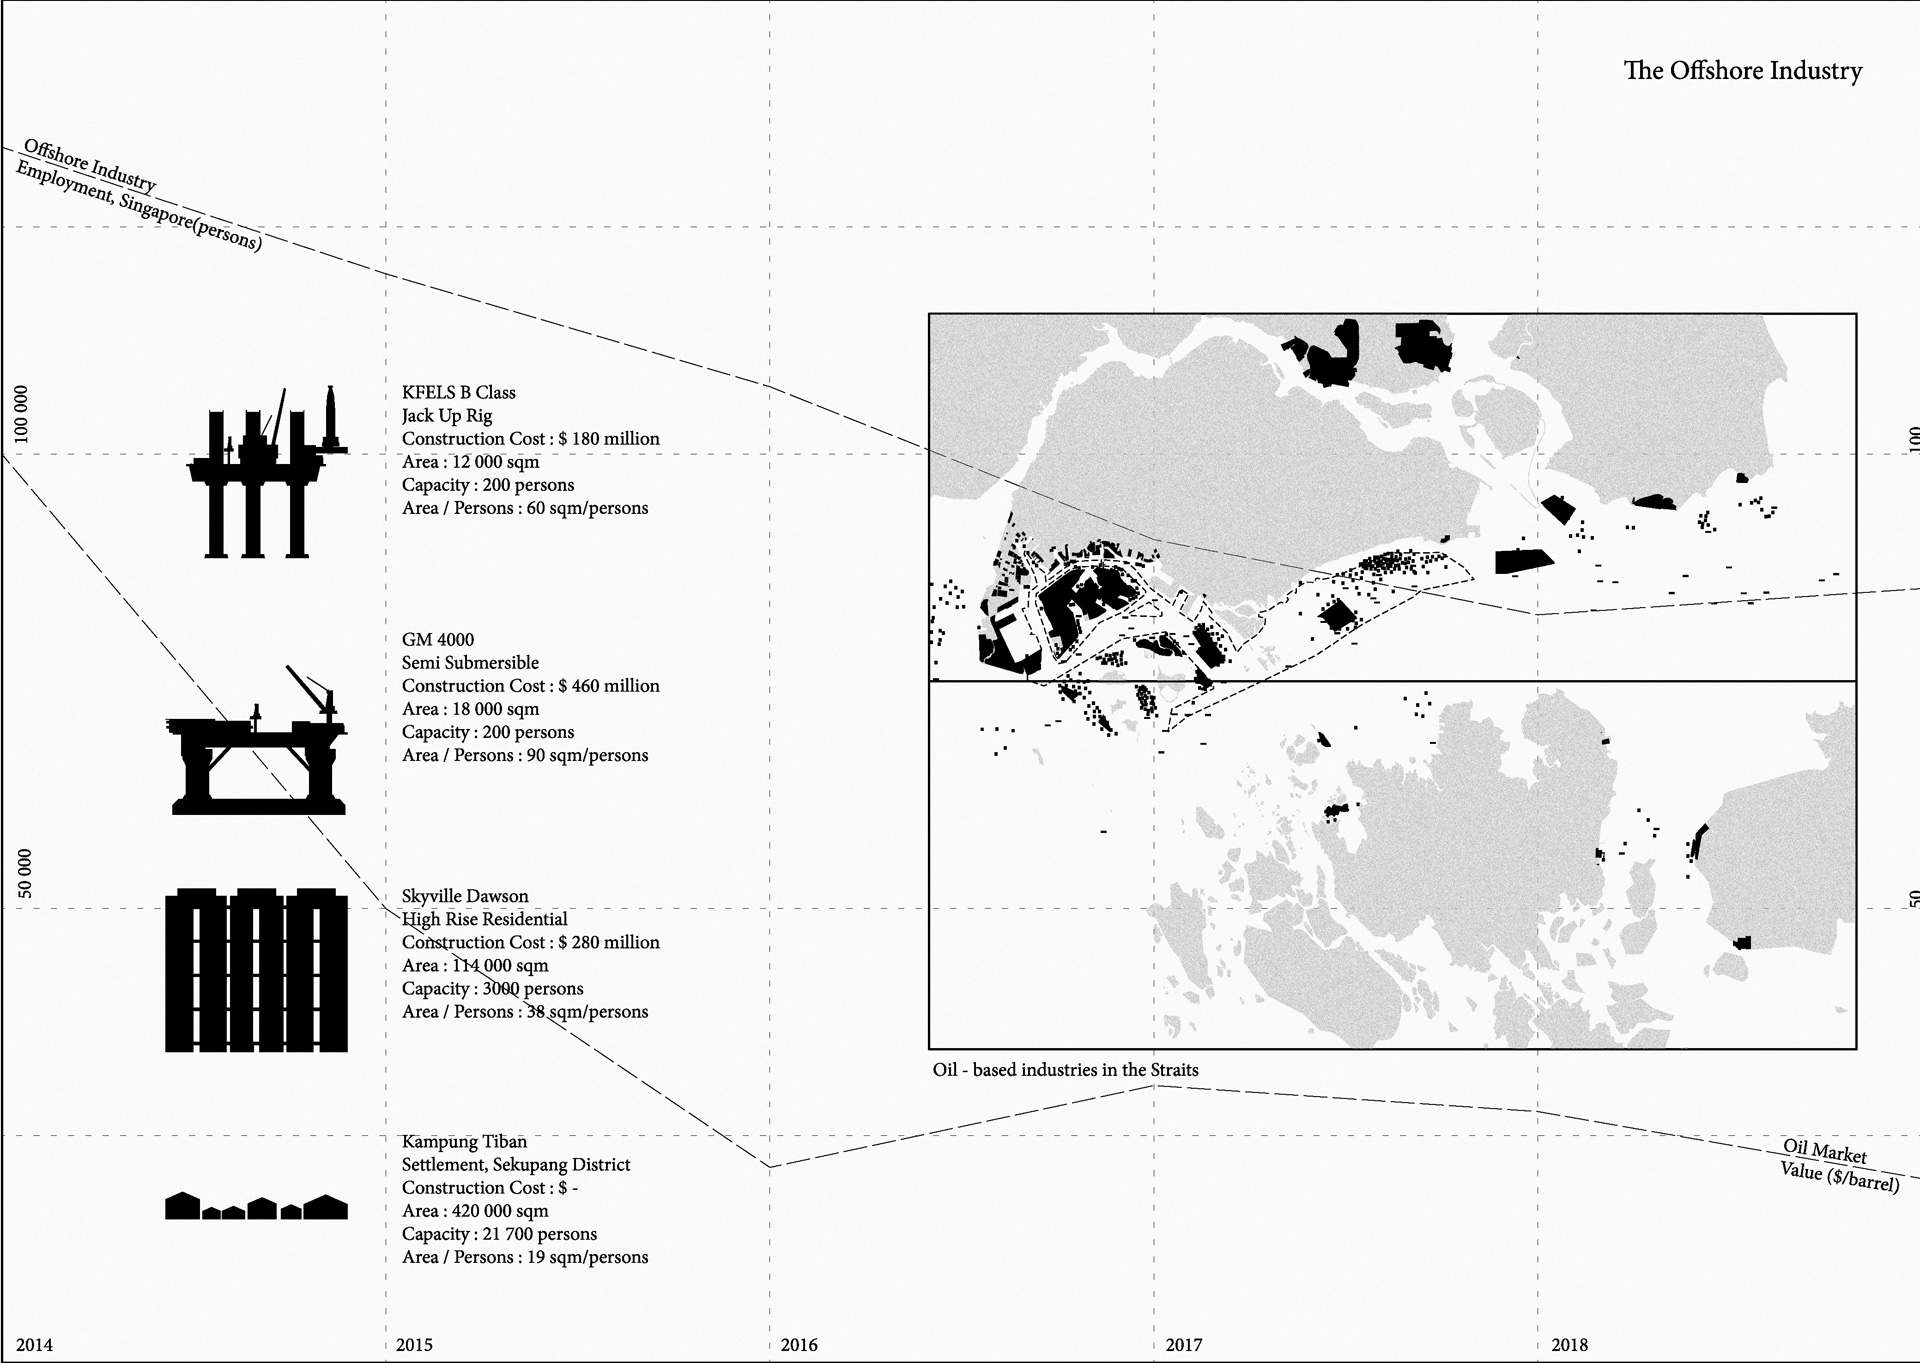 The Offshore Industry
Offshore Industry
Employment, Singapore(persons)
100 000
100
KFELS B Class
Jack Up Rig
Construction Cost : $ 180 million
Area : 12 000 sqm
Capacity : 200 persons
Area / Persons : 60 sqm/persons
GM 4000
Semi Submersible
Construction Cost : $ 460 million
Area : 18 000 sqm
Capacity : 200 persons
Area / Persons : 90 sqm/persons
50 000
50
Skyville Dawson
High Rise Residential
Construction Cost : $ 280 million
Area : 114 000 sqm
Capacity : 3000 persons
Area / Persons : 38 sqm/persons
Oil - based industries in the Straits
Kampung Tiban
Settlement, Sekupang District
Construction Cost : $ -
Area : 420 000 sqm
Capacity : 21 700 persons
Area / Persons : 19 sqm/persons
Oil Market
Value ($/barrel)
2014
2015
2016
2017
2018